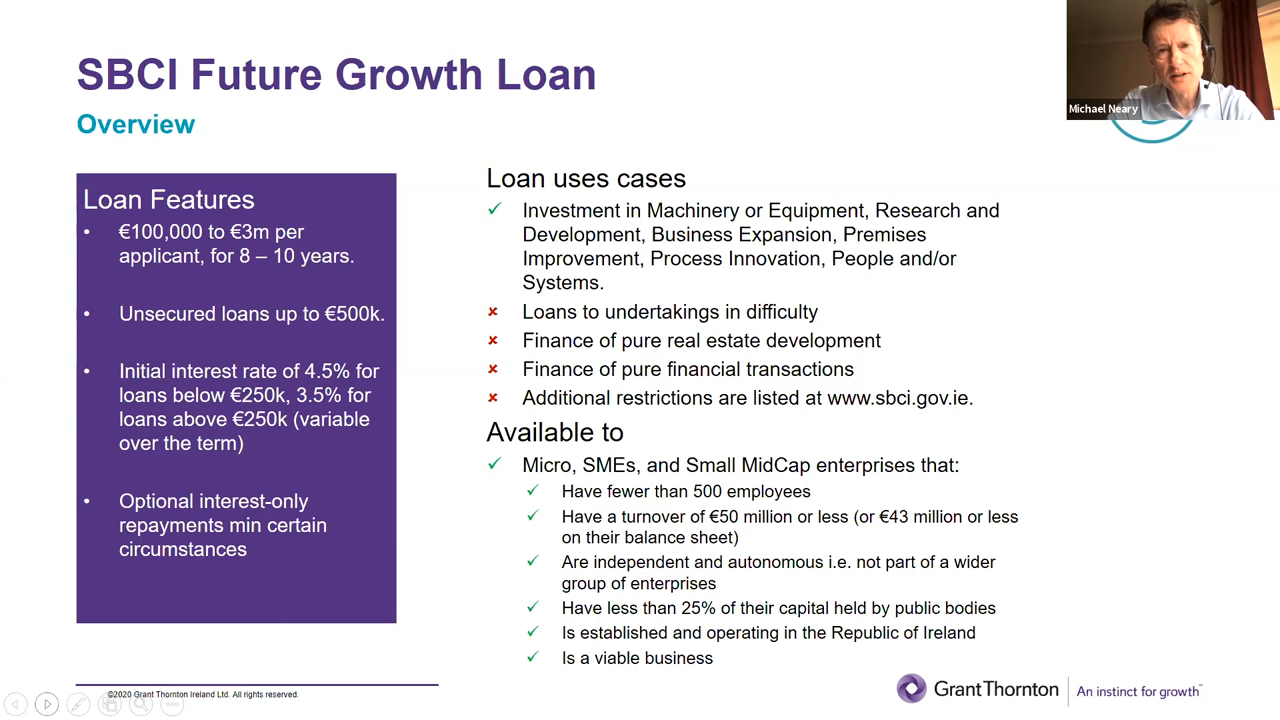 SBCI Future Growth Loan
Overview
Michael Neary
Loan Features
• €100,000 to €3m per
applicant, for 8 – 10 years.
• Unsecured loans up to €500k.
• Initial interest rate of 4.5% for
loans below €250k, 3.5% for
loans above €250k (variable
over the term)
• Optional interest-only
repayments min certain
circumstances
Loan uses cases
✓ Investment in Machinery or Equipment, Research and
Development, Business Expansion, Premises
Improvement, Process Innovation, People and/or
Systems.
✘ Loans to undertakings in difficulty
✘ Finance of pure real estate development
✘ Finance of pure financial transactions
✘ Additional restrictions are listed at www.sbci.gov.ie.
Available to
✓ Micro, SMEs, and Small MidCap enterprises that:
✓ Have fewer than 500 employees
✓ Have a turnover of €50 million or less (or €43 million or less
on their balance sheet)
✓ Are independent and autonomous i.e. not part of a wider
group of enterprises
✓ Have less than 25% of their capital held by public bodies
✓ Is established and operating in the Republic of Ireland
✓ Is a viable business
©2020 Grant Thornton Ireland Ltd. All rights reserved.
GrantThornton
An instinct for growth™